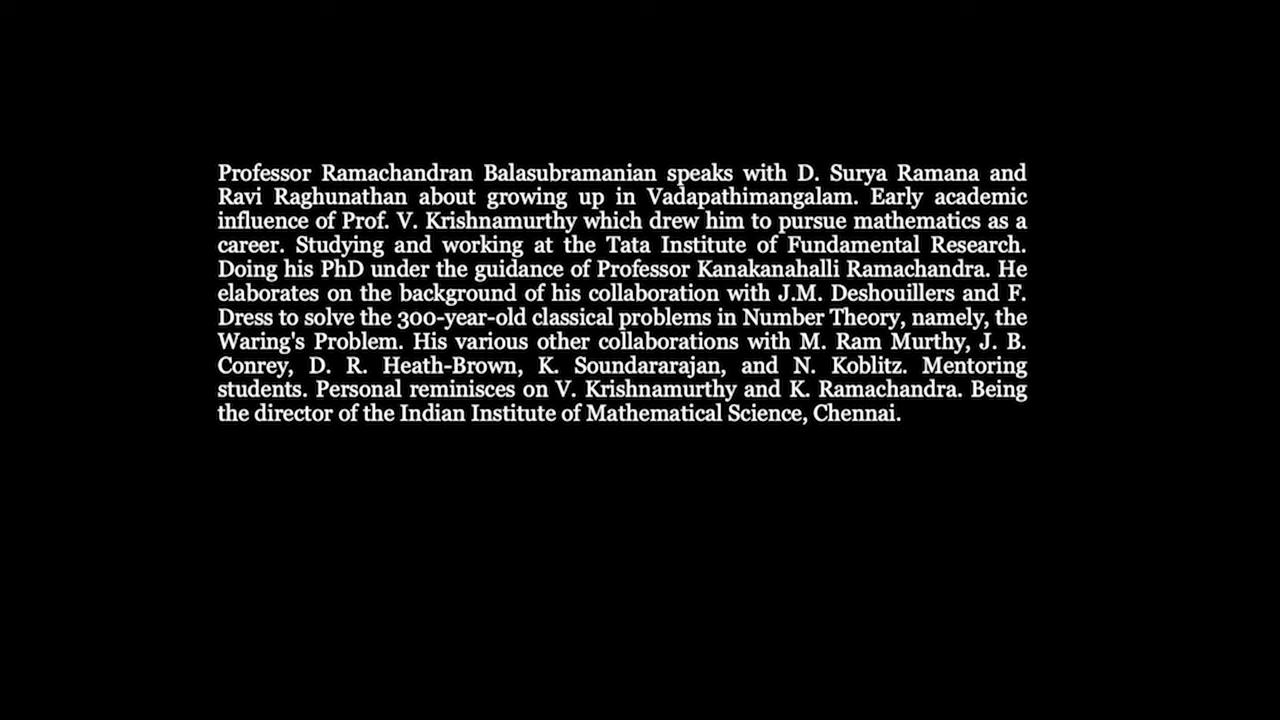 Professor Ramachandran Balasubramanian speaks with D. Surya Ramana and
Ravi Raghunathan about growing up in Vadapathimangalam. Early academic
influence of Prof. V. Krishnamurthy which drew him to pursue mathematics as a
career. Studying and working at the Tata Institute of Fundamental Research.
Doing his PhD under the guidance of Professor Kanakanahalli Ramachandra. He
elaborates on the background of his collaboration with J.M. Deshouillers and F.
Dress to solve the 300-year-old classical problems in Number Theory, namely, the
Waring's Problem. His various other collaborations with M. Ram Murthy, J. B.
Conrey, D. R. Heath-Brown, K. Soundararajan, and N. Koblitz. Mentoring
students. Personal reminisces on V. Krishnamurthy and K. Ramachandra. Being
the director of the Indian Institute of Mathematical Science, Chennai.